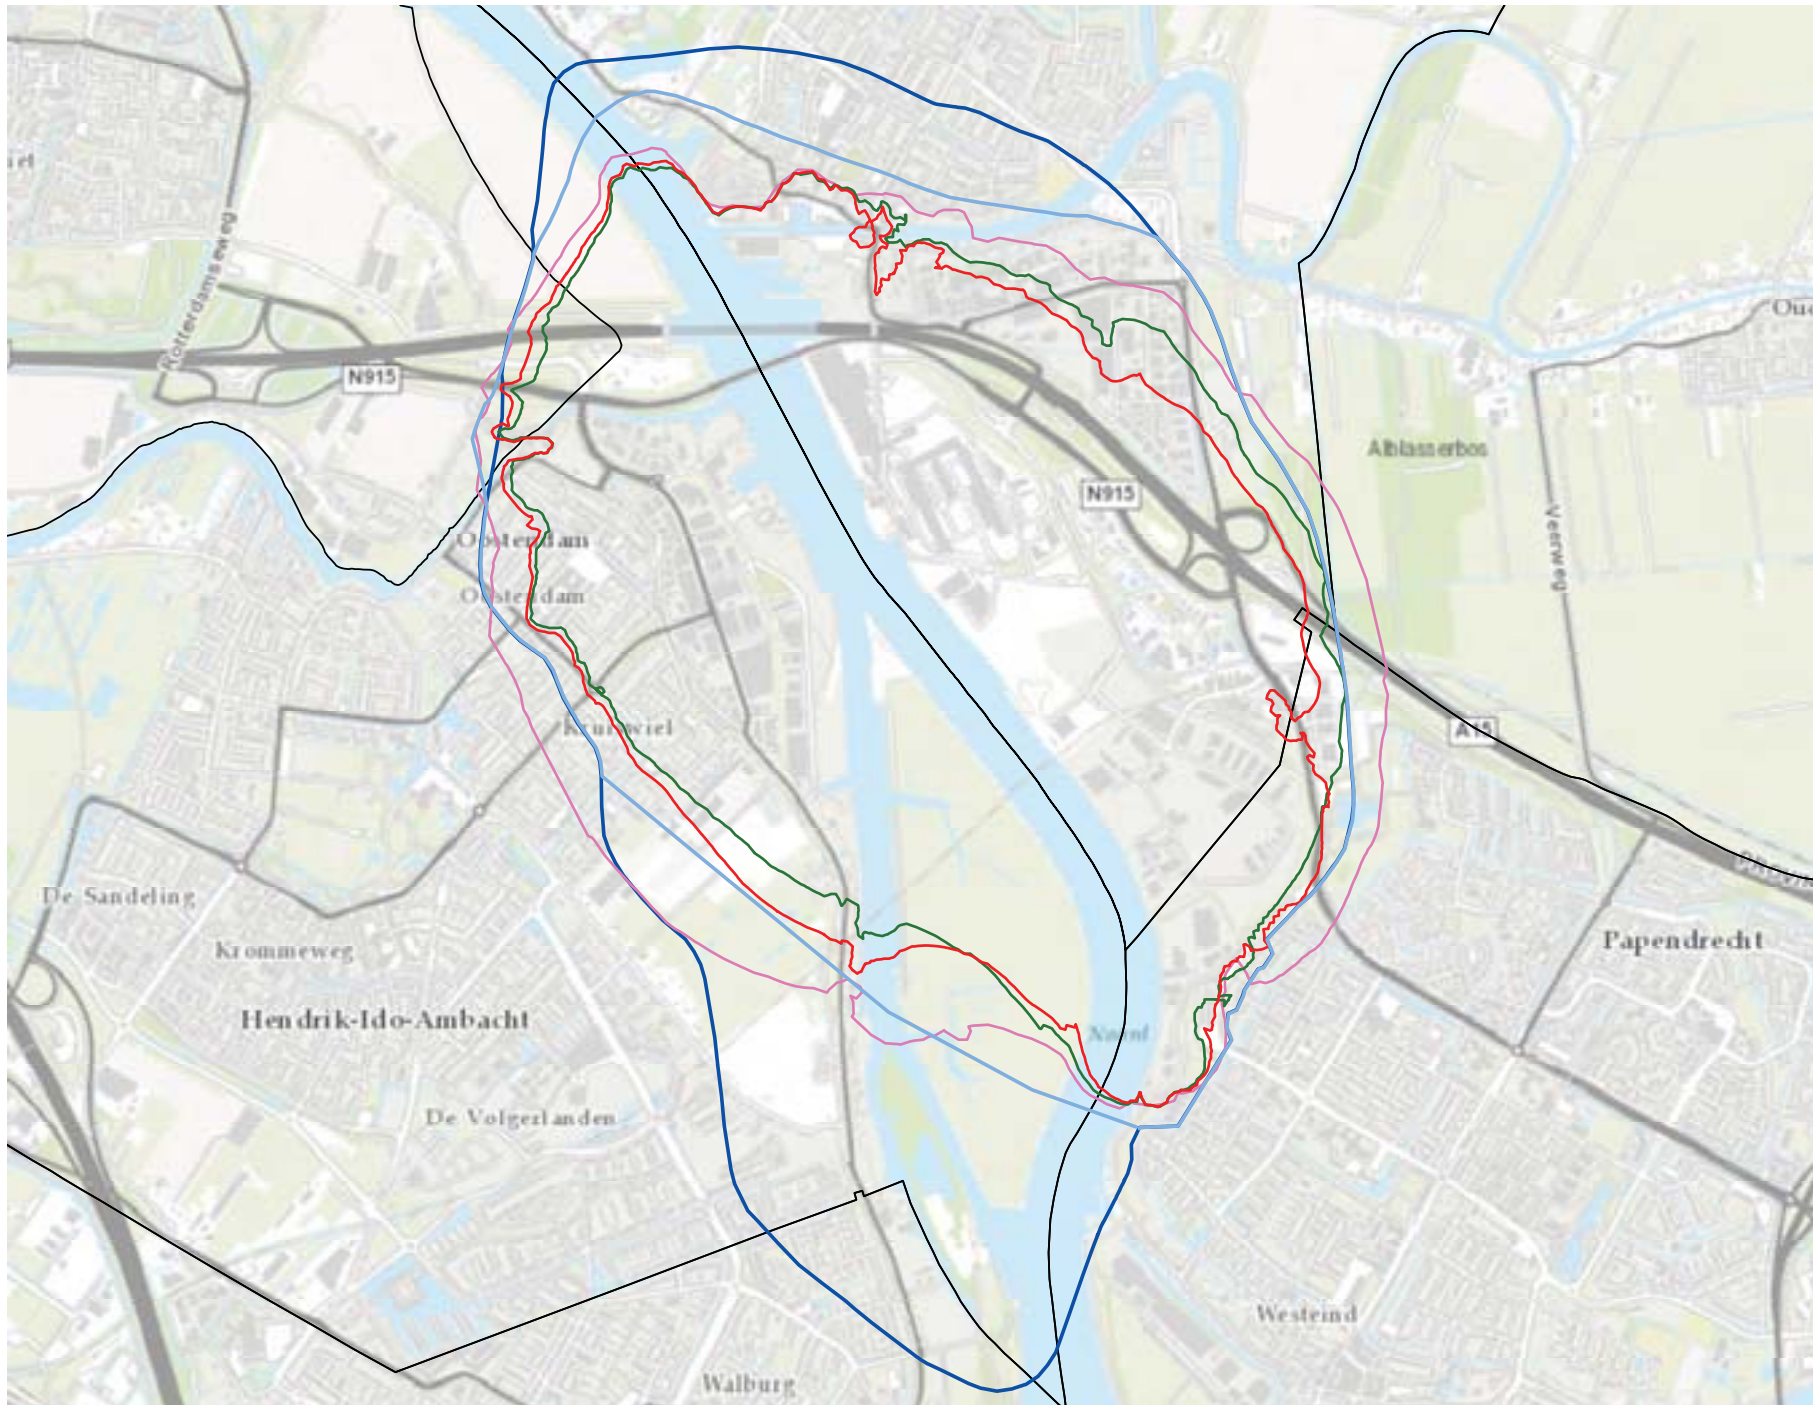 Rotterdamseweg
N915
Oud
Alblasserbos
N915
Oostendam
Veerweg
Oostendam
Kruiswiel
A15
De Sandeling
Krommeweg
Papendrecht
Hendrik-Ido-Ambacht
Noord
De Volgerlanden
Westeind
Walburg